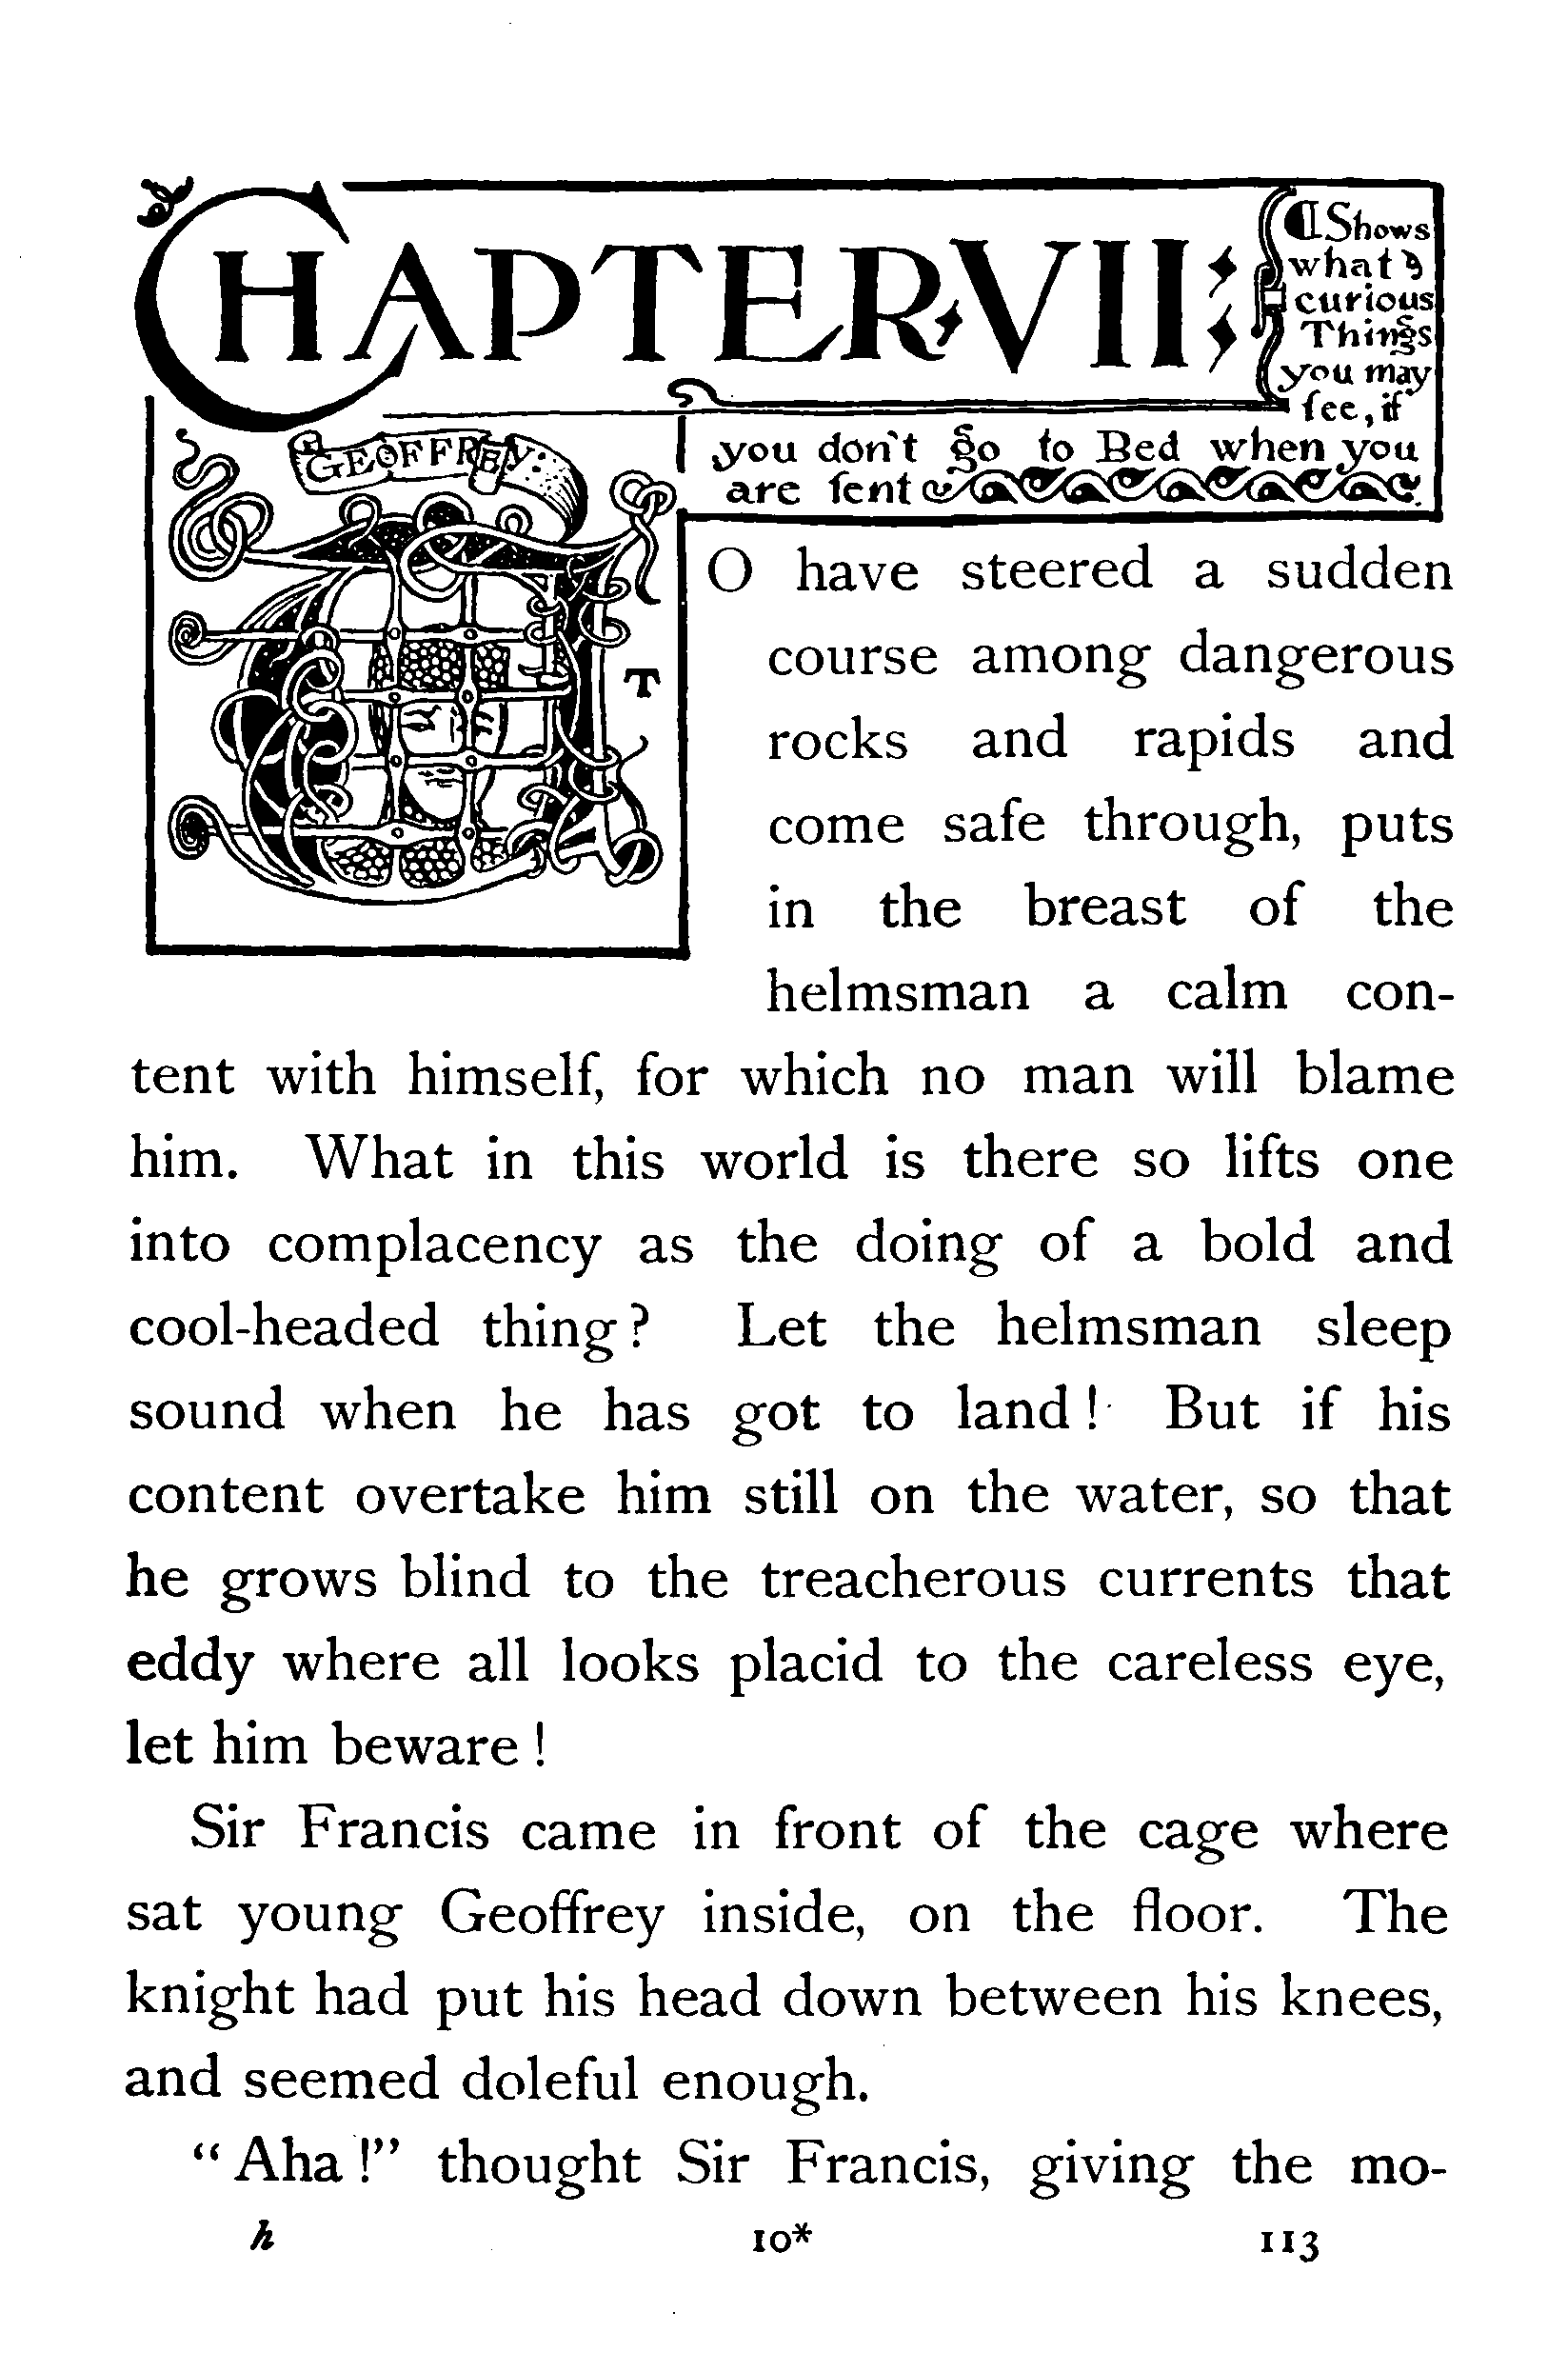 CHAPTER VII
¶Shows
what
curious
Things
you may
ſee, if
you don't go to Bed when you
are ſent
GEOFFREY
T
O have steered a sudden
course among dangerous
rocks and rapids and
come safe through, puts
in the breast of the
helmsman a calm con-
tent with himself, for which no man will blame
him. What in this world is there so lifts one
into complacency as the doing of a bold and
cool-headed thing? Let the helmsman sleep
sound when he has got to land! But if his
content overtake him still on the water, so that
he grows blind to the treacherous currents that
eddy where all looks placid to the careless eye,
let him beware!
Sir Francis came in front of the cage where
sat young Geoffrey inside, on the floor. The
knight had put his head down between his knees,
and seemed doleful enough.
"Aha!" thought Sir Francis, giving the mo-
h 10* 113